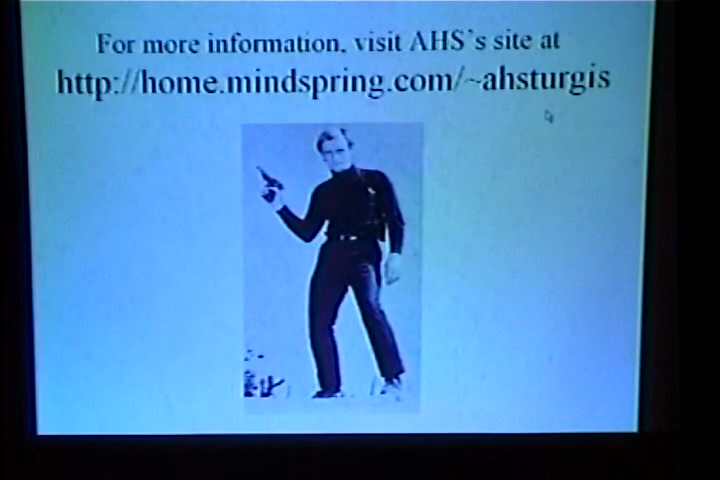 For more information, visit AHS's site at
http://home.mindspring.com/~ahsturgis